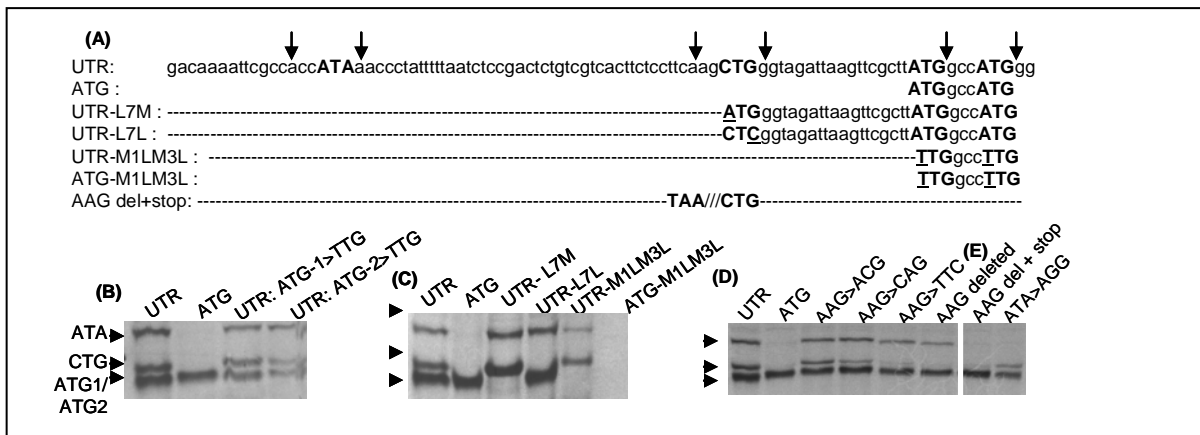 (A)
UTR: gacaaaattcgccaccATAaaccctatttttaatctccgactctgtcgtcacttctccttcaagCTGggtagattaagttcgcttATGgccATGgg
ATG : ATGgccATG
UTR-L7M----------------------------------------------------------------ATGggtagattaagttcgcttATGgccATG
UTR-L7L : --------------------------------------------------------------CTCggtagattaagttcgcttATGgccATG
UTR-M1LM3L : --------------------------------------------------------------------------------TTGggccTTG
ATG-M1LM3L: TTGggccTTG
AAG del+stop: ------------------------------------------------------TAA///CTG------------------------------
(B) UTR ATG UTR: ATG-1>TTG UTR: ATG-2>TTG
ATA
CTG
ATG1/
ATG2
(C) UTR ATG UTR- L7M UTR-L7L UTR-M1LM3L ATG-M1LM3L
(D) UTR ATG AAG>ACG AAG>CAG AAG>TTC AAG deleted
(E) AAG del + stop ATA>AGG